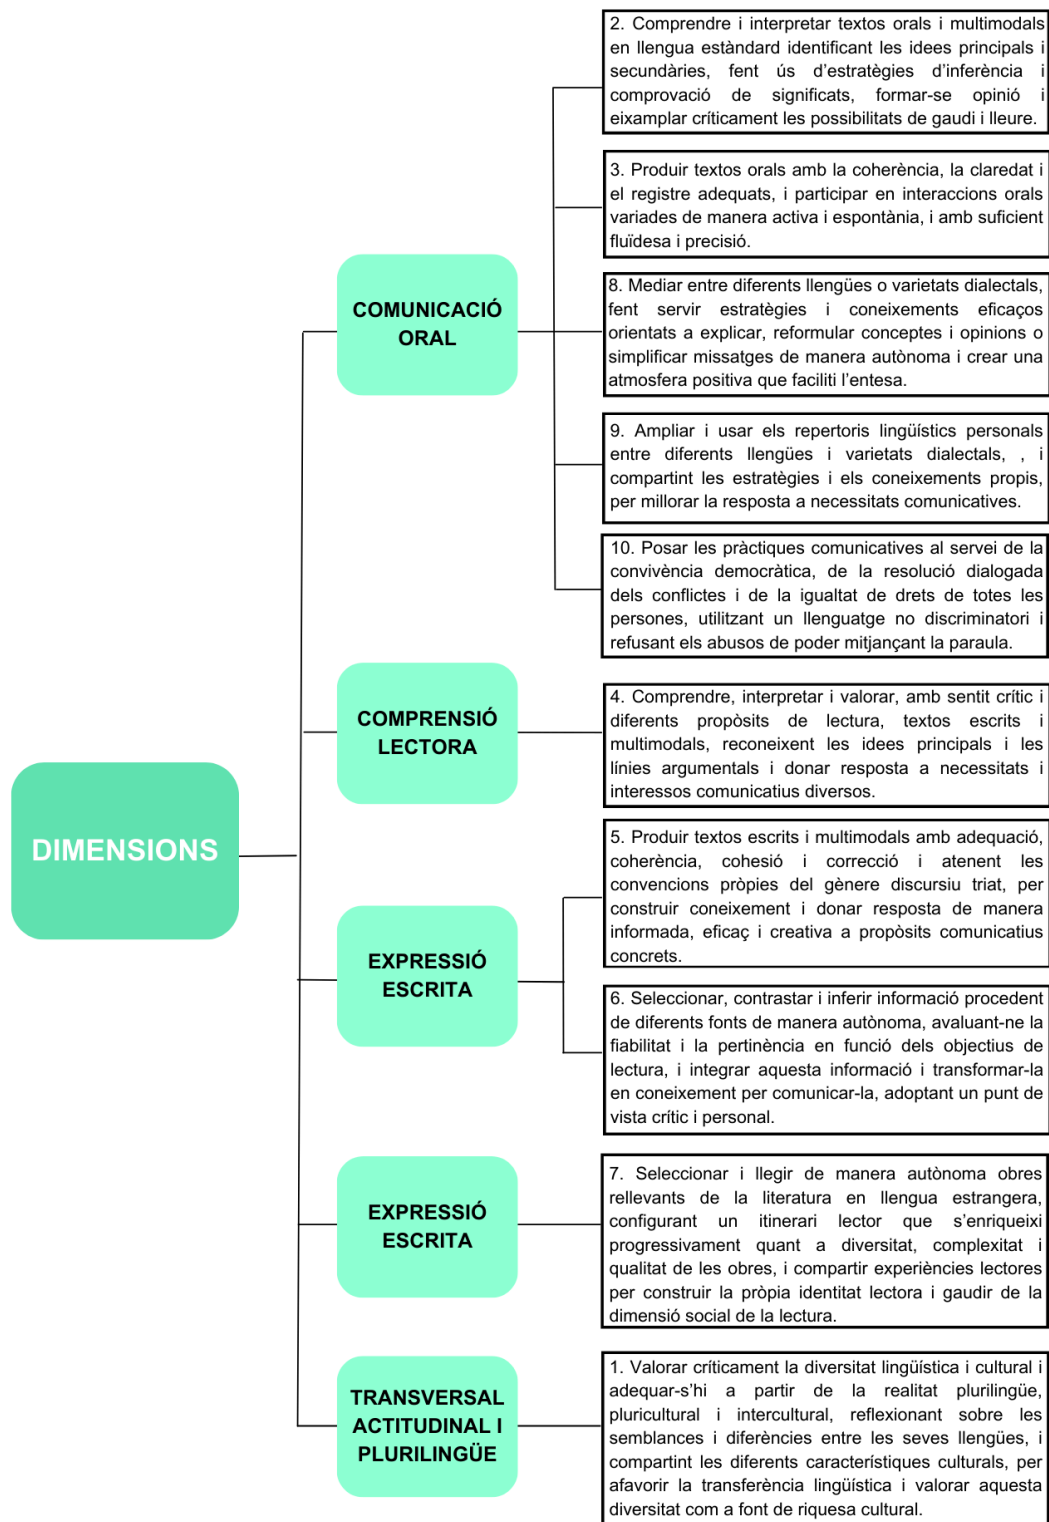 DIMENSIONS
COMUNICACIÓ
ORAL
2. Comprendre i interpretar textos orals i multimodals
en llengua estàndard identificant les idees principals i
secundàries, fent ús d’estratègies d’inferència i
comprovació de significats, formar-se opinió i
eixamplar críticament les possibilitats de gaudi i lleure.
3. Produir textos orals amb la coherència, la claredat i
el registre adequats, i participar en interaccions orals
variades de manera activa i espontània, i amb suficient
fluïdesa i precisió.
8. Mediar entre diferents llengües o varietats dialectals,
fent servir estratègies i coneixements eficaços
orientats a explicar, reformular conceptes i opinions o
simplificar missatges de manera autònoma i crear una
atmosfera positiva que faciliti l’entesa.
9. Ampliar i usar els repertoris lingüístics personals
entre diferents llengües i varietats dialectals, , i
compartint les estratègies i els coneixements propis,
per millorar la resposta a necessitats comunicatives.
10. Posar les pràctiques comunicatives al servei de la
convivència democràtica, de la resolució dialogada
dels conflictes i de la igualtat de drets de totes les
persones, utilitzant un llenguatge no discriminatori i
refusant els abusos de poder mitjançant la paraula.
COMPRENSIÓ
LECTORA
4. Comprendre, interpretar i valorar, amb sentit crític i
diferents propòsits de lectura, textos escrits i
multimodals, reconeixent les idees principals i les
línies argumentals i donar resposta a necessitats i
interessos comunicatius diversos.
EXPRESSIÓ
ESCRITA
5. Produir textos escrits i multimodals amb adequació,
coherència, cohesió i correcció i atenent les
convencions pròpies del gènere discursiu triat, per
construir coneixement i donar resposta de manera
informada, eficaç i creativa a propòsits comunicatius
concrets.
6. Seleccionar, contrastar i inferir informació procedent
de diferents fonts de manera autònoma, avaluant-ne la
fiabilitat i la pertinència en funció dels objectius de
lectura, i integrar aquesta informació i transformar-la
en coneixement per comunicar-la, adoptant un punt de
vista crític i personal.
EXPRESSIÓ
ESCRITA
7. Seleccionar i llegir de manera autònoma obres
rellevants de la literatura en llengua estrangera,
configurant un itinerari lector que s’enriqueixi
progressivament quant a diversitat, complexitat i
qualitat de les obres, i compartir experiències lectores
per construir la pròpia identitat lectora i gaudir de la
dimensió social de la lectura.
TRANSVERSAL
ACTITUDINAL I
PLURILINGÜE
1. Valorar críticament la diversitat lingüística i cultural i
adequar-s’hi a partir de la realitat plurilingüe,
pluricultural i intercultural, reflexionant sobre les
semblances i diferències entre les seves llengües, i
compartint les diferents característiques culturals, per
afavorir la transferència lingüística i valorar aquesta
diversitat com a font de riquesa cultural.